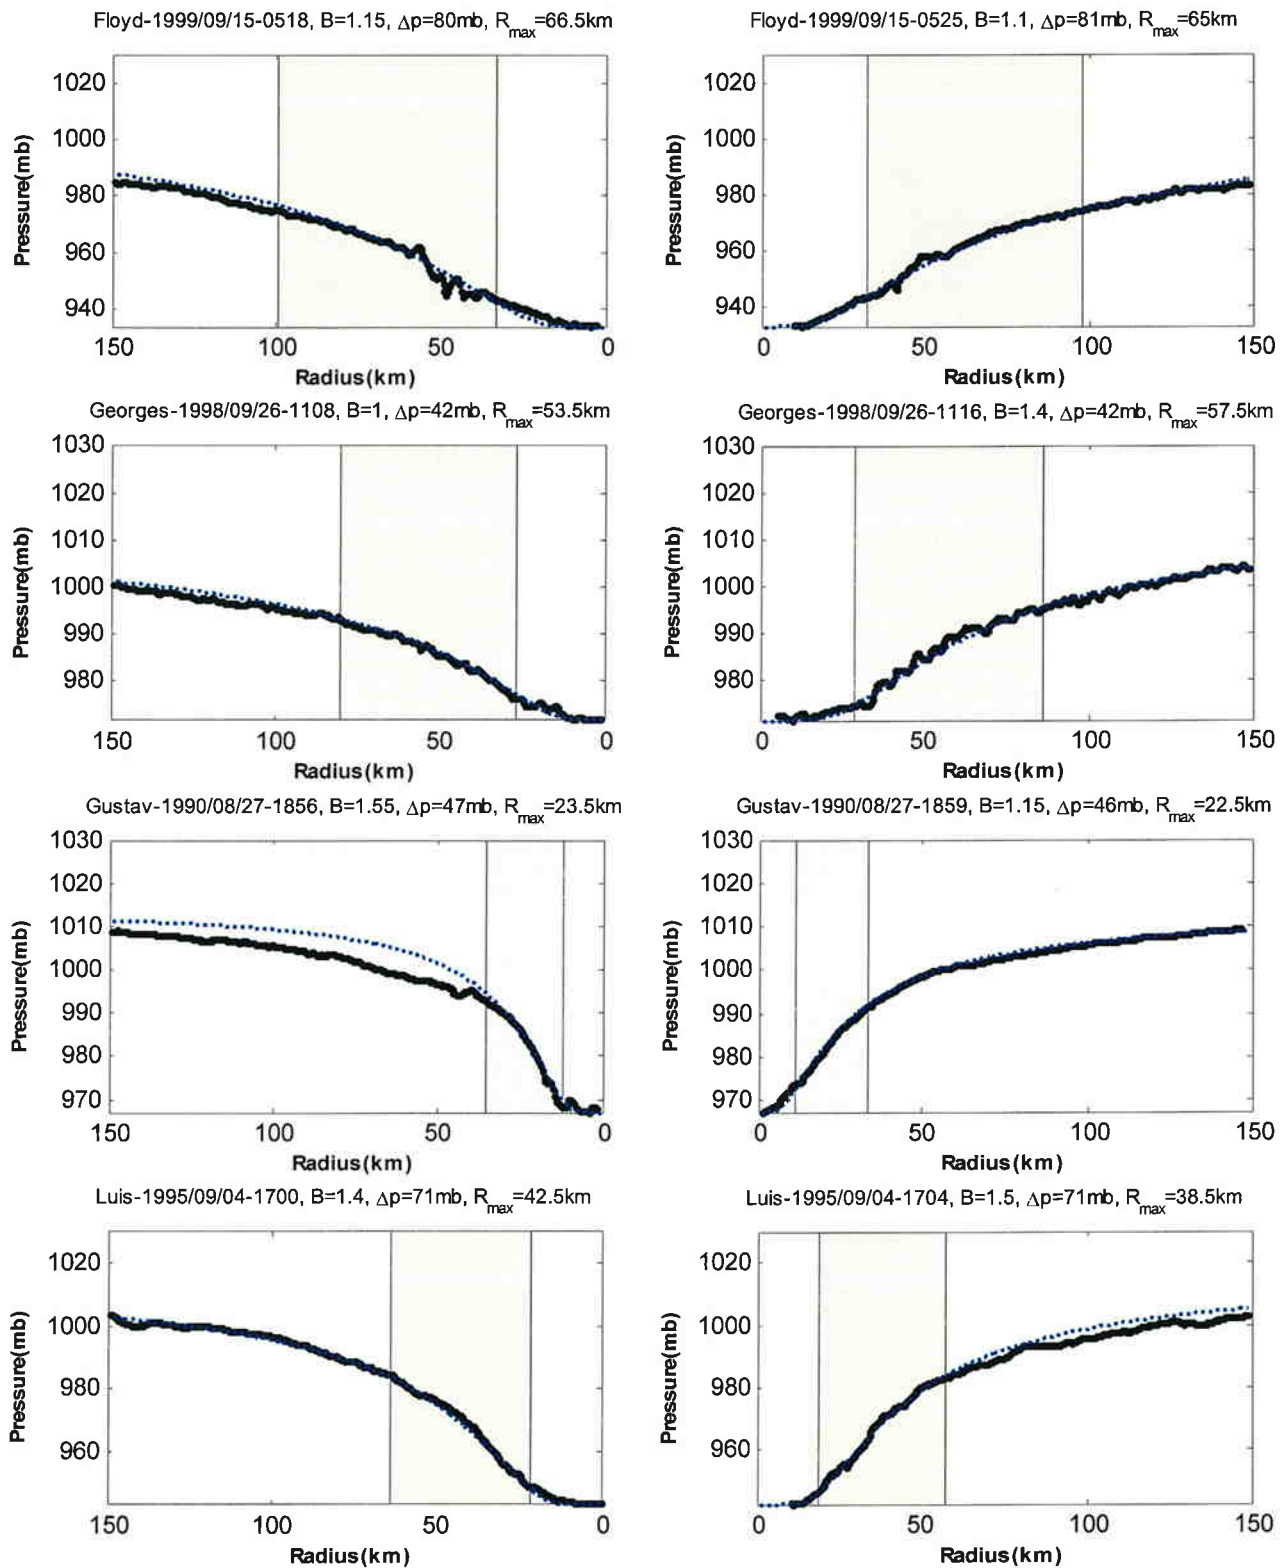 Floyd-1999/09/15-0518, B=1.15, Δp=80mb, Rmax=66.5km
1020
1000
980
960
940
Pressure(mb)
150 100 50 0
Radius(km)
Floyd-1999/09/15-0525, B=1.1, Δp=81mb, Rmax=65km
1020
1000
980
960
940
Pressure(mb)
0 50 100 150
Radius(km)
Georges-1998/09/26-1108, B=1, Δp=42mb, Rmax=53.5km
1030
1020
1010
1000
990
980
Pressure(mb)
150 100 50 0
Radius(km)
Georges-1998/09/26-1116, B=1.4, Δp=42mb, Rmax=57.5km
1030
1020
1010
1000
990
980
Pressure(mb)
0 50 100 150
Radius(km)
Gustav-1990/08/27-1856, B=1.55, Δp=47mb, Rmax=23.5km
1030
1020
1010
1000
990
980
970
Pressure(mb)
150 100 50 0
Radius(km)
Gustav-1990/08/27-1859, B=1.15, Δp=46mb, Rmax=22.5km
1030
1020
1010
1000
990
980
970
Pressure(mb)
0 50 100 150
Radius(km)
Luis-1995/09/04-1700, B=1.4, Δp=71mb, Rmax=42.5km
1020
1000
980
960
Pressure(mb)
150 100 50 0
Radius(km)
Luis-1995/09/04-1704, B=1.5, Δp=71mb, Rmax=38.5km
1020
1000
980
960
Pressure(mb)
0 50 100 150
Radius(km)